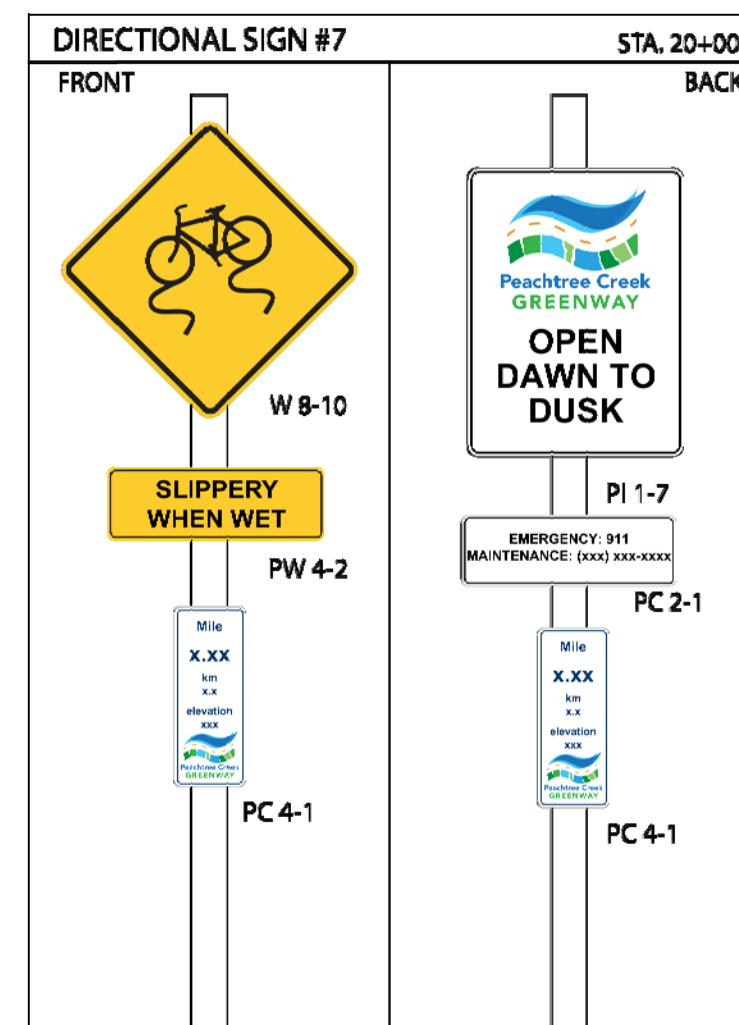 DIRECTIONAL SIGN #7
STA. 20+00
FRONT
W 8-10
SLIPPERY
WHEN WET
PW 4-2
Mile
x.xx
km
x.x
elevation
xxx
Peachtree Creek
GREENWAY
PC 4-1
BACK
Peachtree Creek
GREENWAY
OPEN
DAWN TO
DUSK
PI 1-7
EMERGENCY: 911
MAINTENANCE: (xxx) xxx-xxxx
PC 2-1
Mile
x.xx
km
x.x
elevation
xxx
Peachtree Creek
GREENWAY
PC 4-1